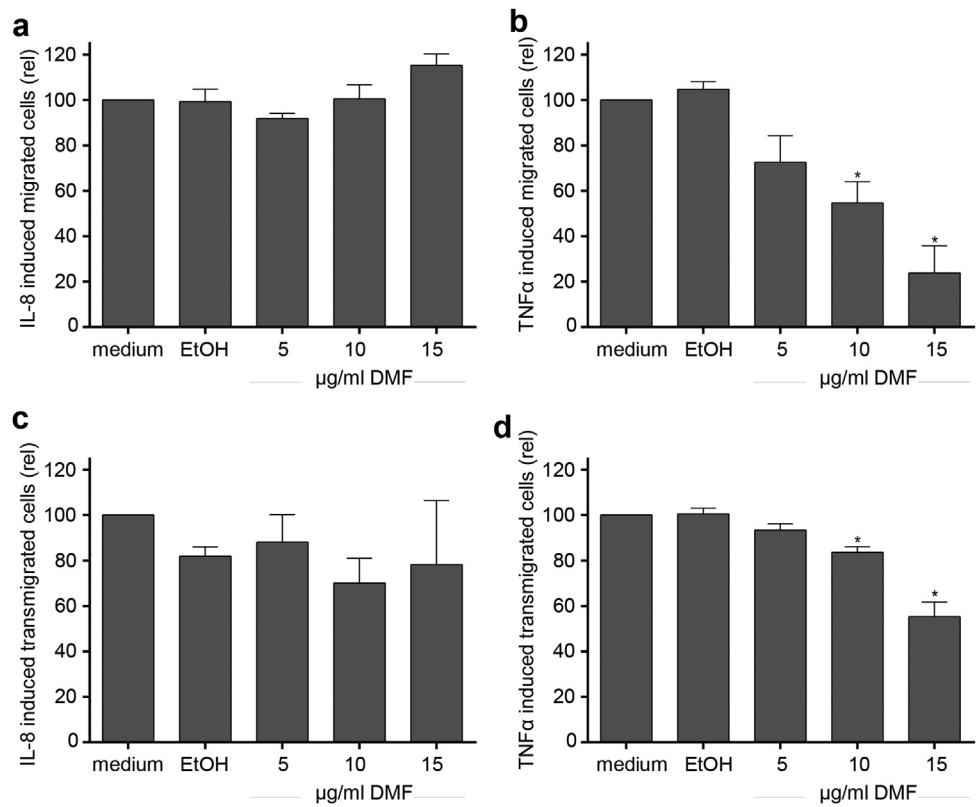 a
IL-8 induced migrated cells (rel)
120
100
80
60
40
20
0
medium EtOH 5 10 15
µg/ml DMF
b
TNFα induced migrated cells (rel)
120
100
80
60
40
20
0
*
*
medium EtOH 5 10 15
µg/ml DMF
c
IL-8 induced transmigrated cells (rel)
120
100
80
60
40
20
0
medium EtOH 5 10 15
µg/ml DMF
d
TNFα induced transmigrated cells (rel)
120
100
80
60
40
20
0
*
*
medium EtOH 5 10 15
µg/ml DMF